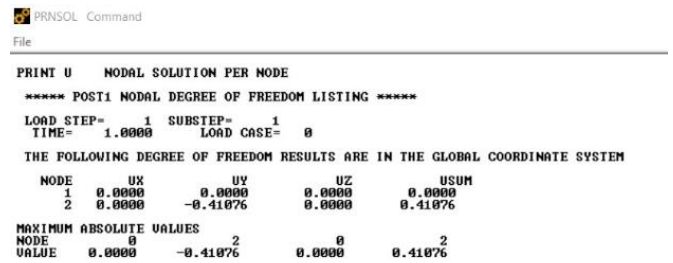 PRNSOL Command
File
PRINT U NODAL SOLUTION PER NODE
***** POST1 NODAL DEGREE OF FREEDOM LISTING *****
LOAD STEP= 1 SUBSTEP= 1
TIME= 1.0000 LOAD CASE= 0
THE FOLLOWING DEGREE OF FREEDOM RESULTS ARE IN THE GLOBAL COORDINATE SYSTEM
NODE UX UY UZ USUM
1 0.0000 0.0000 0.0000 0.0000
2 0.0000 -0.41076 0.0000 0.41076
MAXIMUM ABSOLUTE VALUES
NODE 0 2 0 2
VALUE 0.0000 -0.41076 0.0000 0.41076